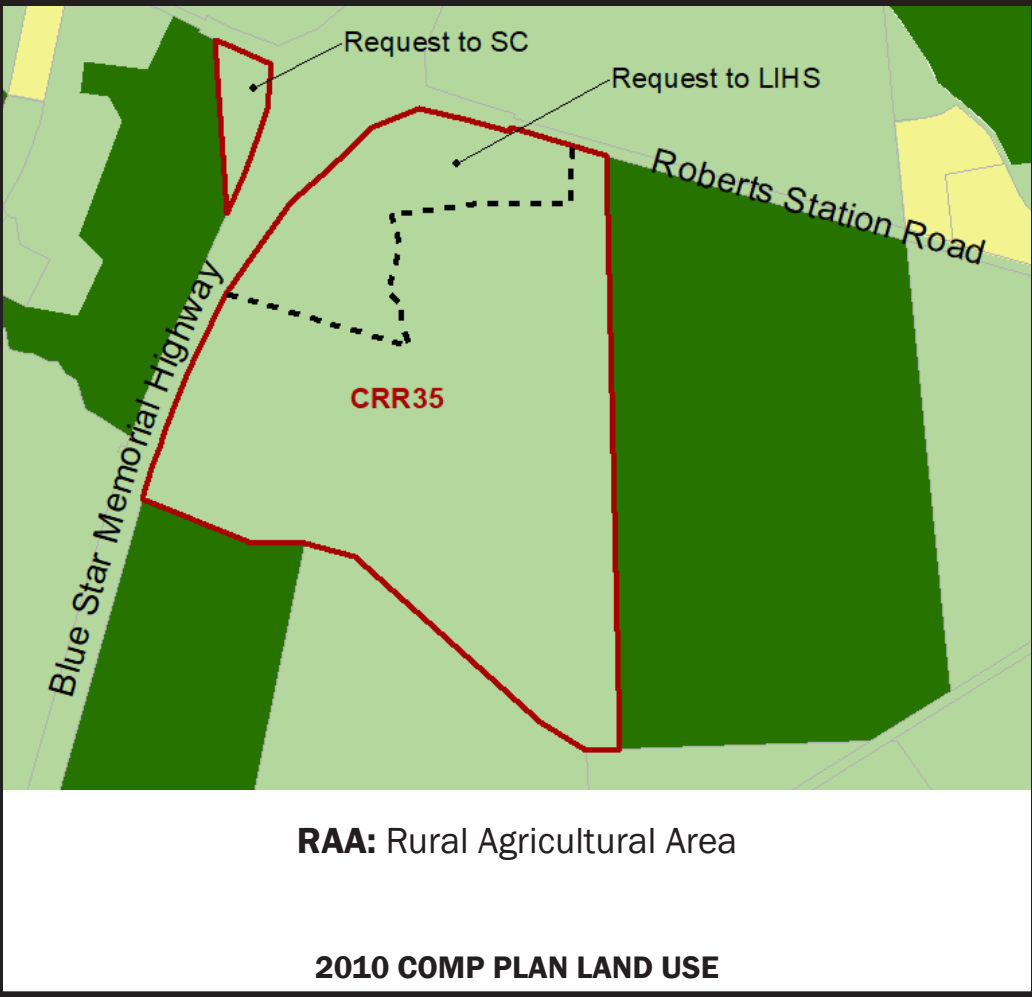 Request to SC
Request to LIHS
Roberts Station Road
Blue Star Memorial Highway
CRR35
RAA: Rural Agricultural Area
2010 COMP PLAN LAND USE